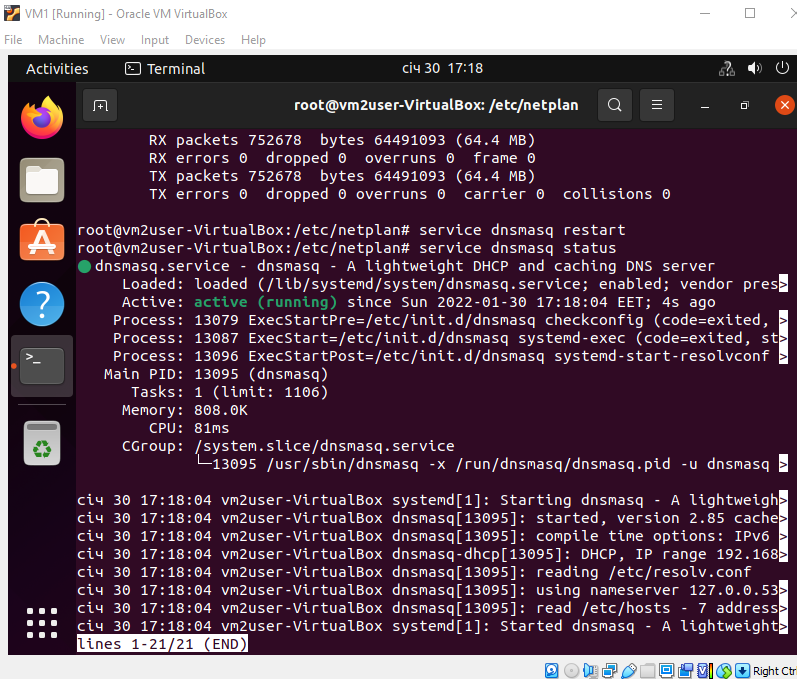 VM1 [Running] - Oracle VM VirtualBox
File Machine View Input Devices Help
Activities Terminal січ 30 17:18
root@vm2user-VirtualBox: /etc/netplan
RX packets 752678 bytes 64491093 (64.4 MB)
RX errors 0 dropped 0 overruns 0 frame 0
TX packets 752678 bytes 64491093 (64.4 MB)
TX errors 0 dropped 0 overruns 0 carrier 0 collisions 0
root@vm2user-VirtualBox:/etc/netplan# service dnsmasq restart
root@vm2user-VirtualBox:/etc/netplan# service dnsmasq status
● dnsmasq.service - dnsmasq - A lightweight DHCP and caching DNS server
Loaded: loaded (/lib/systemd/system/dnsmasq.service; enabled; vendor pres>
Active: active (running) since Sun 2022-01-30 17:18:04 EET; 4s ago
Process: 13079 ExecStartPre=/etc/init.d/dnsmasq checkconfig (code=exited, >
Process: 13087 ExecStart=/etc/init.d/dnsmasq systemd-exec (code=exited, st>
Process: 13096 ExecStartPost=/etc/init.d/dnsmasq systemd-start-resolvconf >
Main PID: 13095 (dnsmasq)
Tasks: 1 (limit: 1106)
Memory: 808.0K
CPU: 81ms
CGroup: /system.slice/dnsmasq.service
└─13095 /usr/sbin/dnsmasq -x /run/dnsmasq/dnsmasq.pid -u dnsmasq >
січ 30 17:18:04 vm2user-VirtualBox systemd[1]: Starting dnsmasq - A lightweigh>
січ 30 17:18:04 vm2user-VirtualBox dnsmasq[13095]: started, version 2.85 cache>
січ 30 17:18:04 vm2user-VirtualBox dnsmasq[13095]: compile time options: IPv6 >
січ 30 17:18:04 vm2user-VirtualBox dnsmasq-dhcp[13095]: DHCP, IP range 192.168>
січ 30 17:18:04 vm2user-VirtualBox dnsmasq[13095]: reading /etc/resolv.conf
січ 30 17:18:04 vm2user-VirtualBox dnsmasq[13095]: using nameserver 127.0.0.53>
січ 30 17:18:04 vm2user-VirtualBox dnsmasq[13095]: read /etc/hosts - 7 address>
січ 30 17:18:04 vm2user-VirtualBox systemd[1]: Started dnsmasq - A lightweight>
lines 1-21/21 (END)
Right Ctrl